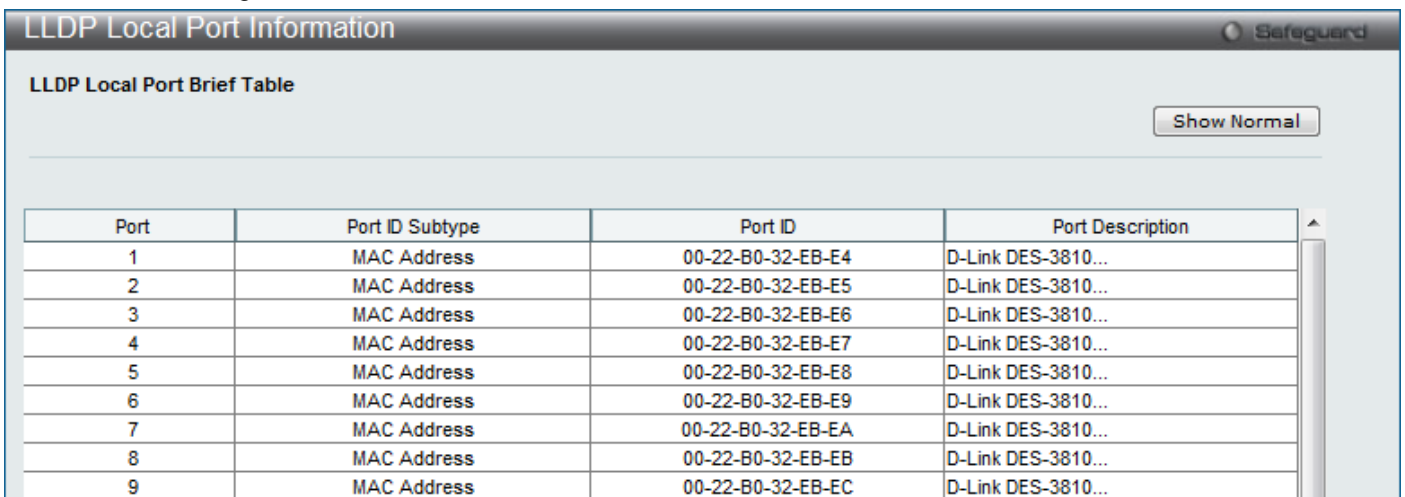 LLDP Local Port Information
Safeguard
LLDP Local Port Brief Table
Show Normal
Port Port ID Subtype Port ID Port Description
1 MAC Address 00-22-B0-32-EB-E4 D-Link DES-3810...
2 MAC Address 00-22-B0-32-EB-E5 D-Link DES-3810...
3 MAC Address 00-22-B0-32-EB-E6 D-Link DES-3810...
4 MAC Address 00-22-B0-32-EB-E7 D-Link DES-3810...
5 MAC Address 00-22-B0-32-EB-E8 D-Link DES-3810...
6 MAC Address 00-22-B0-32-EB-E9 D-Link DES-3810...
7 MAC Address 00-22-B0-32-EB-EA D-Link DES-3810...
8 MAC Address 00-22-B0-32-EB-EB D-Link DES-3810...
9 MAC Address 00-22-B0-32-EB-EC D-Link DES-3810...